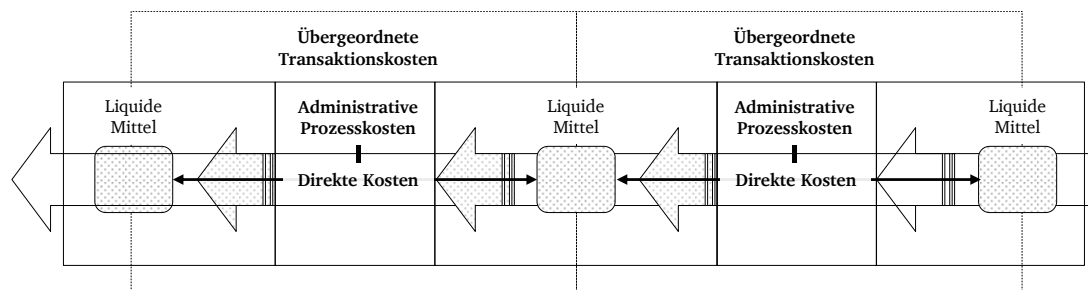 Übergeordnete
Transaktionskosten
Übergeordnete
Transaktionskosten
Liquide
Mittel
Administrative
Prozesskosten
Liquide
Mittel
Administrative
Prozesskosten
Liquide
Mittel
Direkte Kosten
Direkte Kosten